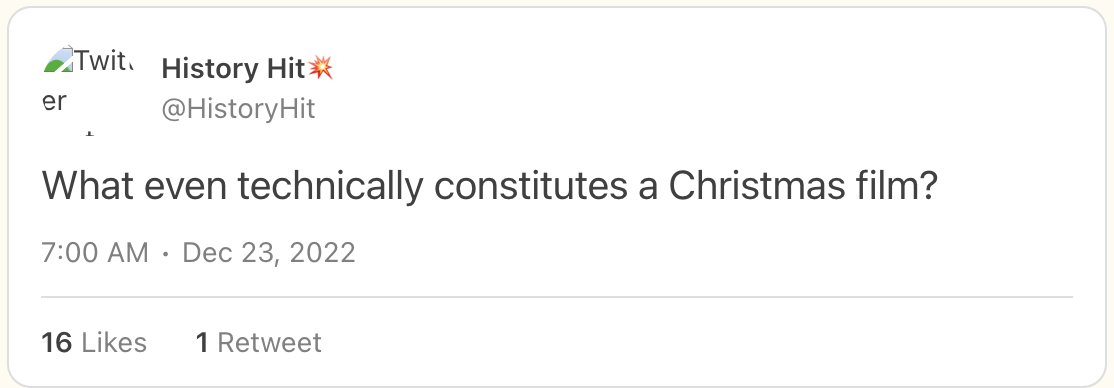 Twit
er
History Hit💥
@HistoryHit
What even technically constitutes a Christmas film?
7:00 AM · Dec 23, 2022
16 Likes 1 Retweet